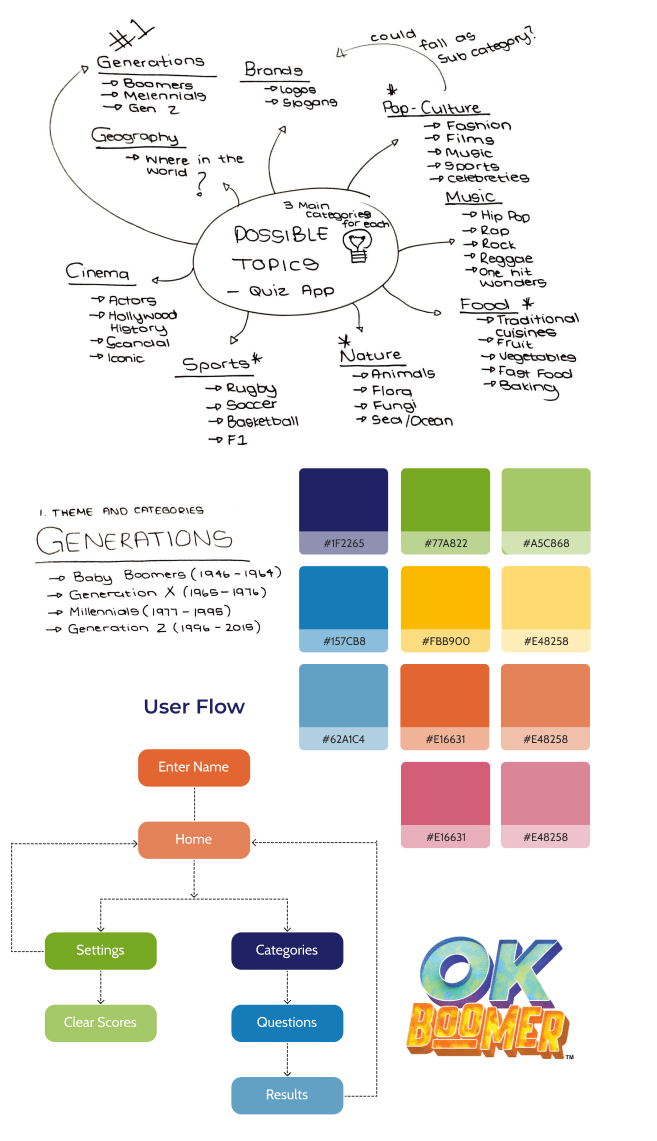 #1
could fall as
sub category?
Generations
→ Boomers
→ Melennials
→ Gen Z
Brands
→ Logos
→ Slogans
* Pop-Culture
→ Fashion
→ Films
→ Music
→ Sports
→ celebreties
Geography
→ Where in the
world ?
Music
→ Hip Pop
→ Rap
→ Rock
→ Reggae
→ One hit
wonders
3 Main
categories
for each
POSSIBLE
TOPICS
– Quiz App
Cinema
→ Actors
→ Hollywood
History
→ Scandal
→ Iconic
Food *
→ Traditional
cuisines
→ Fruit
→ Vegetables
→ Fast Food
→ Baking
Sports *
→ Rugby
→ Soccer
→ Basketball
→ F1
* Nature
→ Animals
→ Flora
→ Fungi
→ Sea/Ocean
1. THEME AND CATEGORIES
GENERATIONS
→ Baby Boomers (1946 – 1964)
→ Generation X (1965 – 1976)
→ Millennials (1977 – 1995)
→ Generation Z (1996 – 2015)
#1F2265
#77A822
#A5C868
#157CB8
#FBB900
#E48258
#62A1C4
#E16631
#E48258
#E16631
#E48258
User Flow
Enter Name
Home
Settings
Categories
Clear Scores
Questions
Results
OK
BOOMER
TM